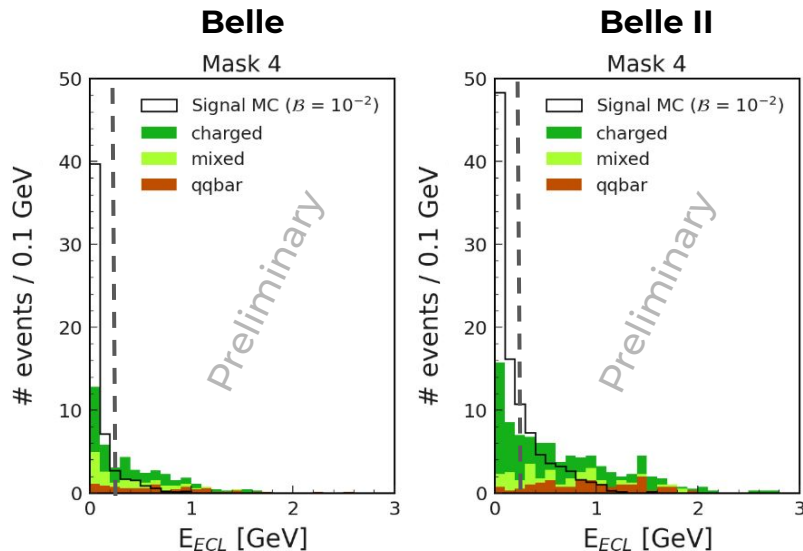 Belle
Mask 4
50
40
30
20
10
0
# events / 0.1 GeV
Signal MC (ℬ = 10⁻²)
charged
mixed
qqbar
Preliminary
0 1 2 3
E_ECL [GeV]
Belle II
Mask 4
50
40
30
20
10
0
# events / 0.1 GeV
Signal MC (ℬ = 10⁻²)
charged
mixed
qqbar
Preliminary
0 1 2 3
E_ECL [GeV]